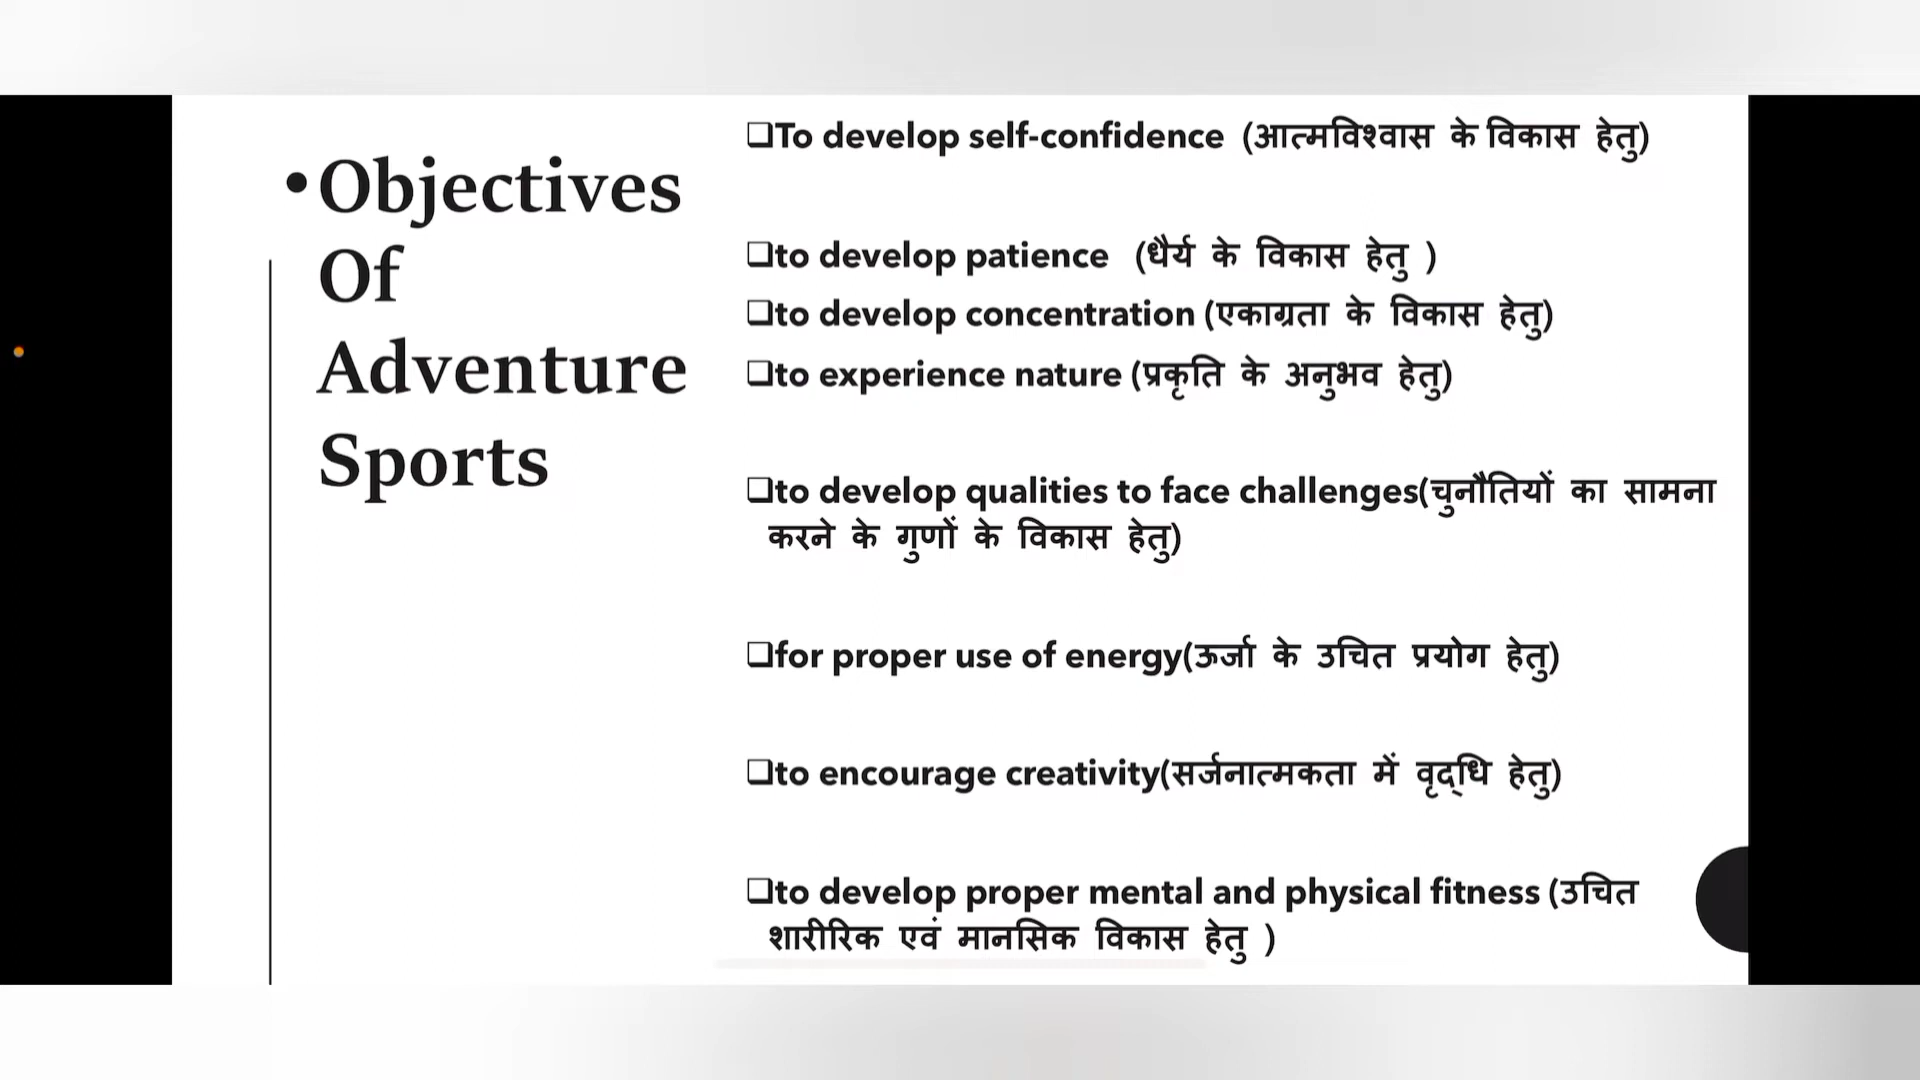 •Objectives
Of
Adventure
Sports
❑To develop self-confidence (आत्मविश्वास के विकास हेतु)
❑to develop patience (धैर्य के विकास हेतु )
❑to develop concentration (एकाग्रता के विकास हेतु)
❑to experience nature (प्रकृति के अनुभव हेतु)
❑to develop qualities to face challenges(चुनौतियों का सामना
करने के गुणों के विकास हेतु)
❑for proper use of energy(ऊर्जा के उचित प्रयोग हेतु)
❑to encourage creativity(सर्जनात्मकता में वृद्धि हेतु)
❑to develop proper mental and physical fitness (उचित
शारीरिक एवं मानसिक विकास हेतु )